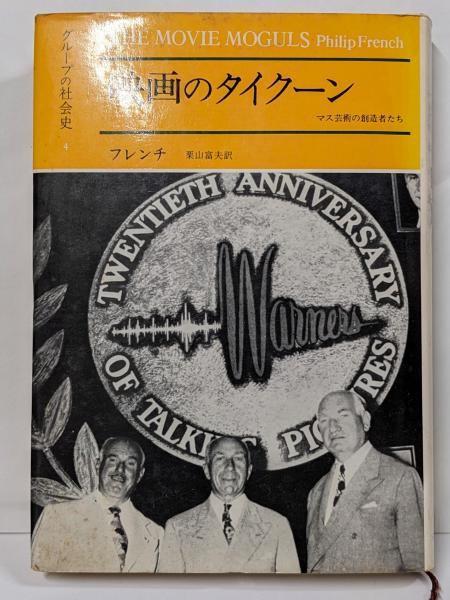 THE MOVIE MOGULS Philip French
映画のタイクーン
マス芸術の創造者たち
グループの社会史
4
フレンチ 栗山富夫訳
TWENTIETH ANNIVERSARY
Warners
OF TALKING PICTURES